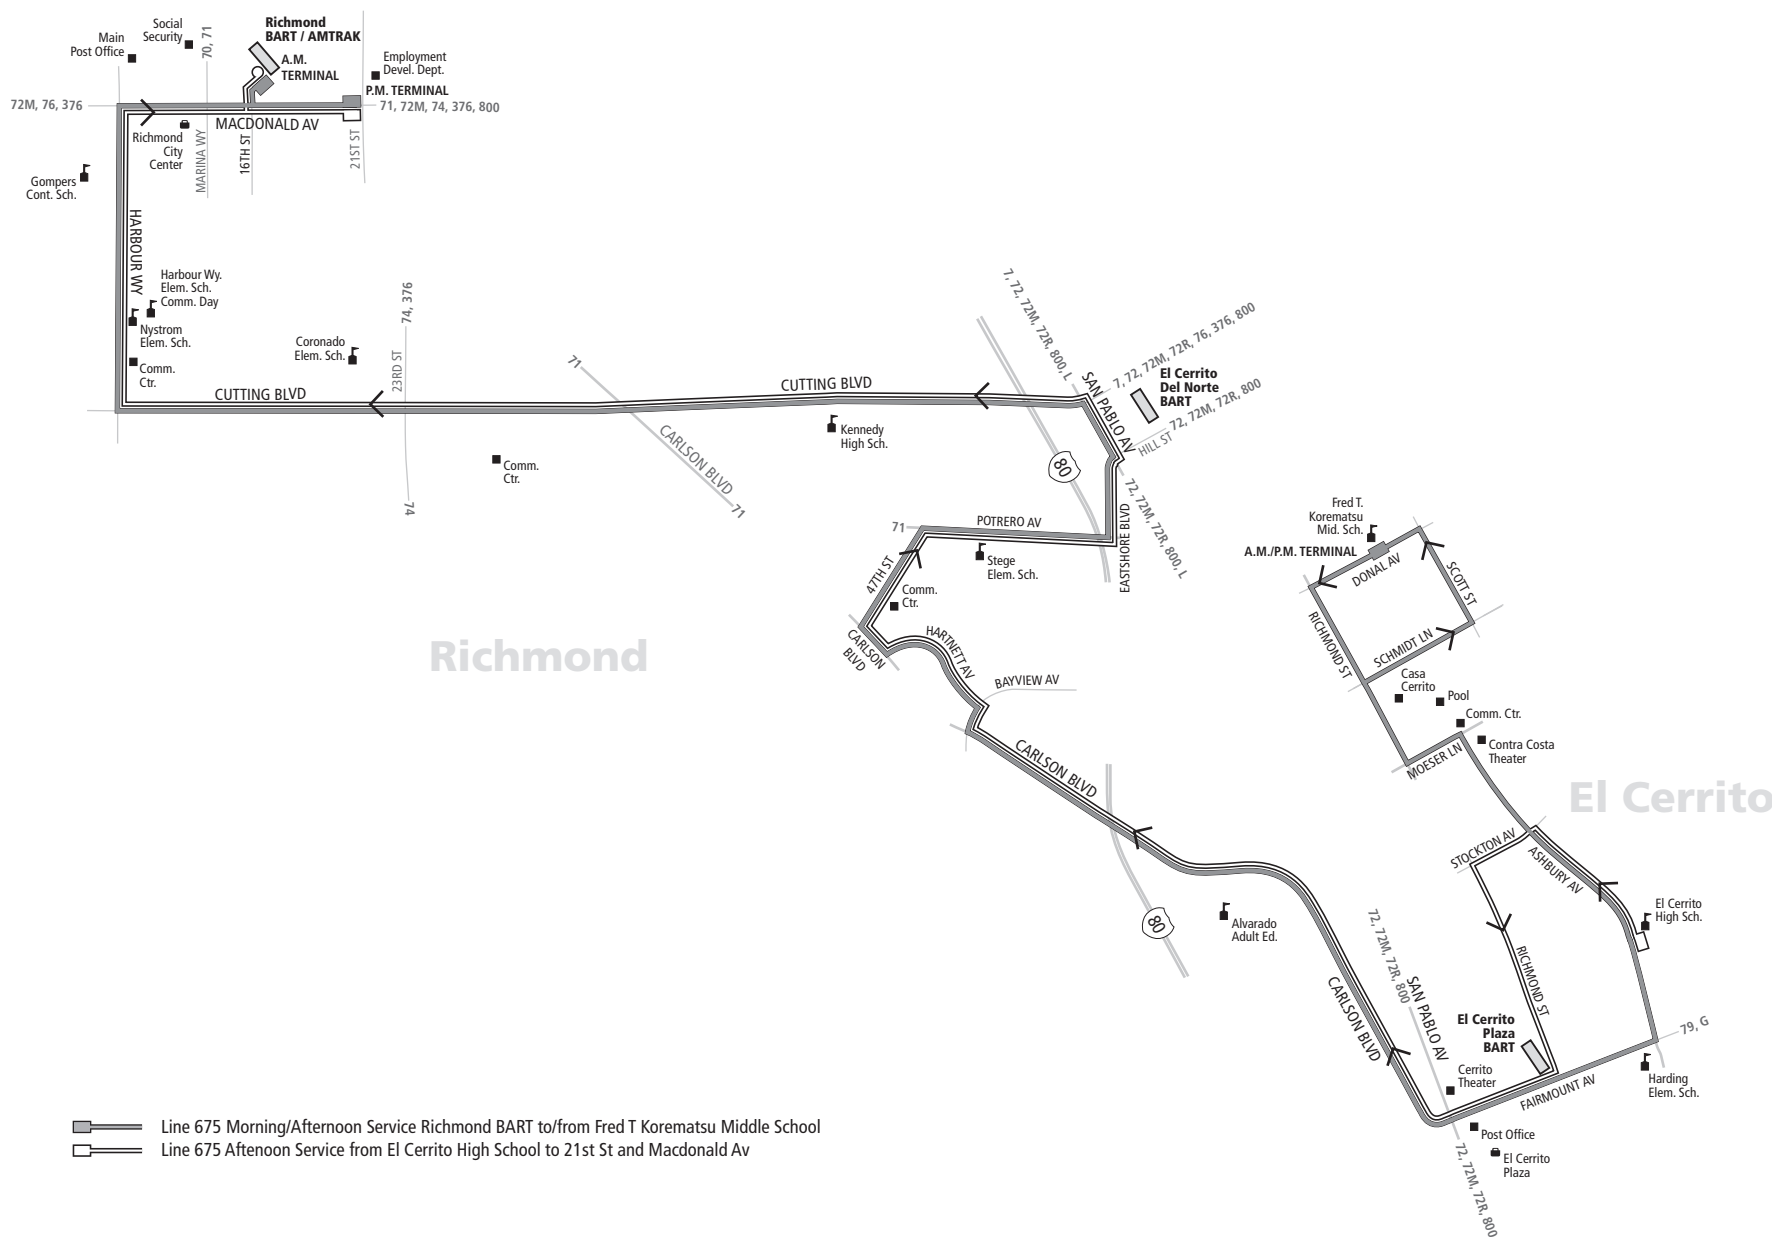 Social
Security
Main
Post Office
70, 71
Richmond
BART / AMTRAK
A.M.
TERMINAL
Employment
Devel. Dept.
P.M. TERMINAL
72M, 76, 376
71, 72M, 74, 376, 800
MACDONALD AV
Richmond
City
Center
MARINA WY
16TH ST
21ST ST
Gompers
Cont. Sch.
HARBOUR WY
Harbour Wy.
Elem. Sch.
Comm. Day
Nystrom
Elem. Sch.
Comm.
Ctr.
Coronado
Elem. Sch.
74, 376
23RD ST
74
CUTTING BLVD
Comm.
Ctr.
71
CARLSON BLVD
71
CUTTING BLVD
Kennedy
High Sch.
7, 72, 72M, 72R, 800, L
7, 72, 72M, 72R, 76, 376, 800
SAN PABLO AV
El Cerrito
Del Norte
BART
72, 72M, 72R, 800
HILL ST
80
72, 72M, 72R, 800, L
EASTSHORE BLVD
71
POTRERO AV
Stege
Elem. Sch.
47TH ST
Comm.
Ctr.
CARLSON
BLVD
HARTNETT AV
BAYVIEW AV
Richmond
CARLSON BLVD
Fred T.
Korematsu
Mid. Sch.
A.M./P.M. TERMINAL
DONAL AV
SCOTT ST
RICHMOND ST
SCHMIDT LN
Casa
Cerrito
Pool
Comm. Ctr.
Contra Costa
Theater
MOESER LN
El Cerrito
STOCKTON AV
ASHBURY AV
El Cerrito
High Sch.
80
Alvarado
Adult Ed.
72, 72M, 72R, 800
SAN PABLO AV
RICHMOND ST
CARLSON BLVD
El Cerrito
Plaza
BART
79, G
Cerrito
Theater
FAIRMOUNT AV
Harding
Elem. Sch.
Post Office
El Cerrito
Plaza
72, 72M, 72R, 800
Line 675 Morning/Afternoon Service Richmond BART to/from Fred T Korematsu Middle School
Line 675 Aftenoon Service from El Cerrito High School to 21st St and Macdonald Av